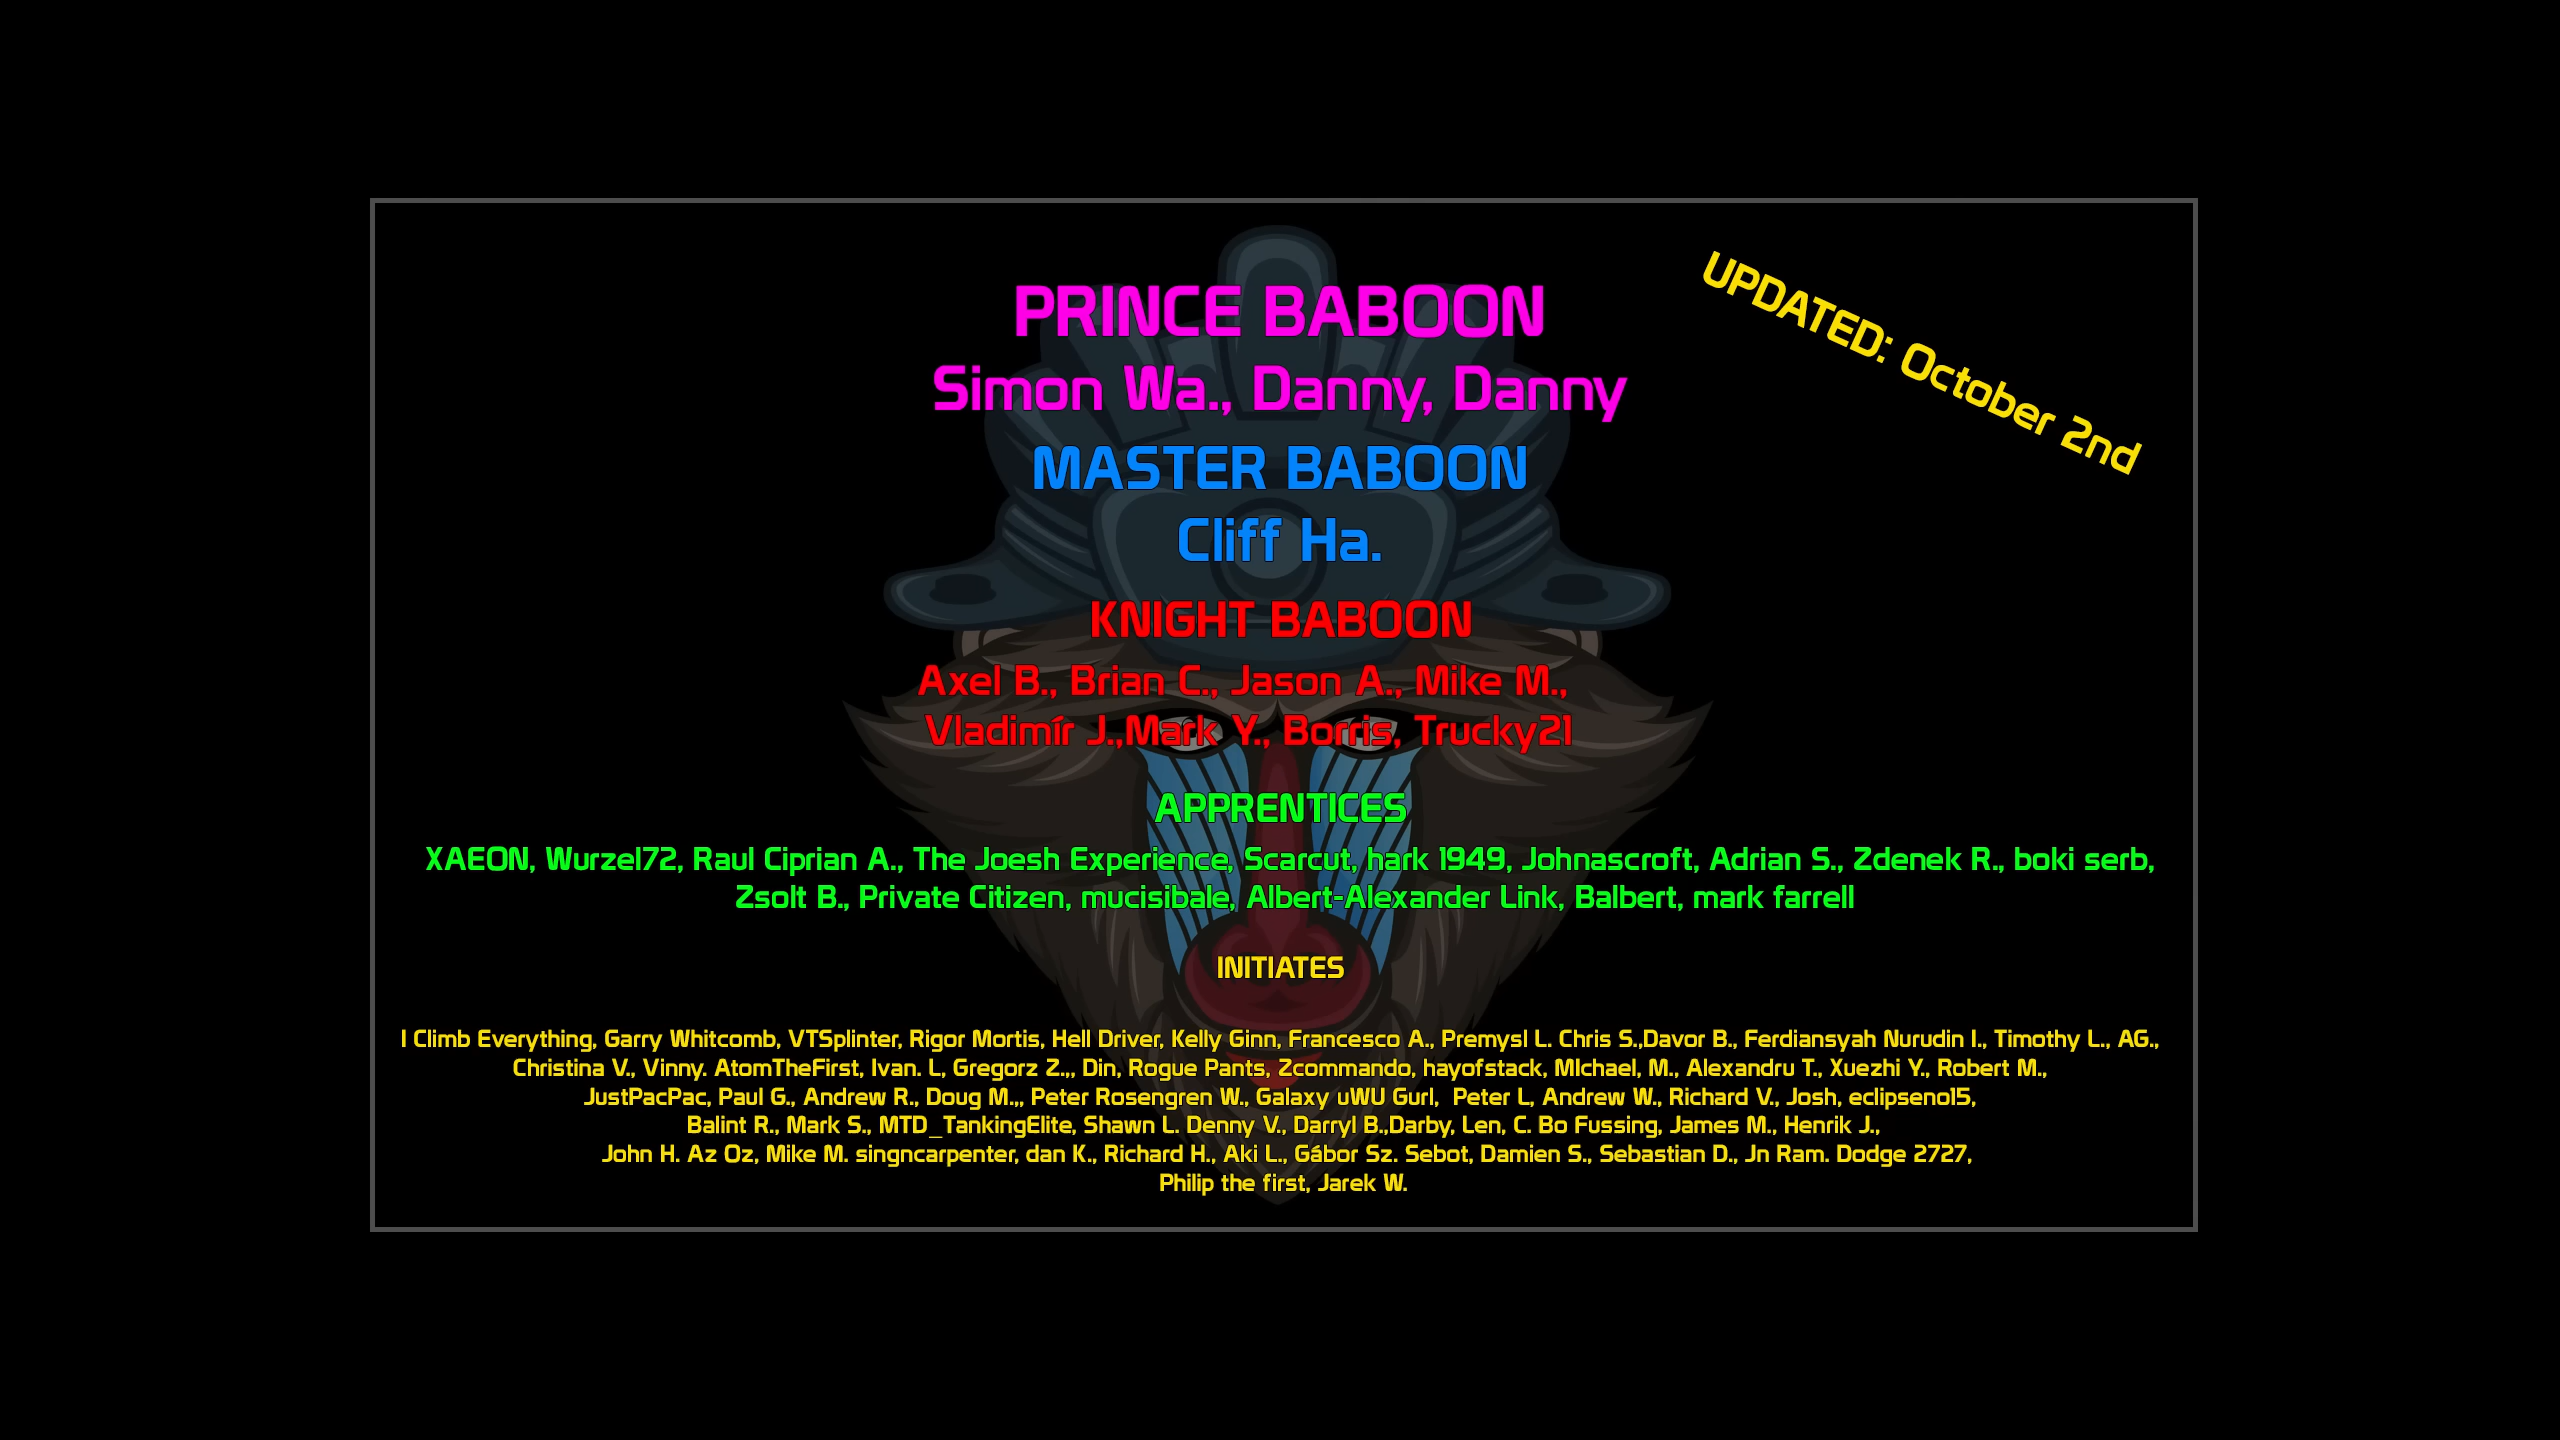 PRINCE BABOON
UPDATED: October 2nd
Simon Wa., Danny, Danny
MASTER BABOON
Cliff Ha.
KNIGHT BABOON
Axel B., Brian C., Jason A., Mike M.,
Vladimír J.,Mark Y., Borris, Trucky21
APPRENTICES
XAEON, Wurzel72, Raul Ciprian A., The Joesh Experience, Scarcut, hark 1949, Johnascroft, Adrian S., Zdenek R., boki serb,
Zsolt B., Private Citizen, mucisibale, Albert-Alexander Link, Balbert, mark farrell
INITIATES
I Climb Everything, Garry Whitcomb, VTSplinter, Rigor Mortis, Hell Driver, Kelly Ginn, Francesco A., Premysl L. Chris S.,Davor B., Ferdiansyah Nurudin I., Timothy L., AG.,
Christina V., Vinny. AtomTheFirst, Ivan. L, Gregorz Z.,, Din, Rogue Pants, Zcommando, hayofstack, MIchael, M., Alexandru T., Xuezhi Y., Robert M.,
JustPacPac, Paul G., Andrew R., Doug M.,, Peter Rosengren W., Galaxy uWU Gurl,  Peter L, Andrew W., Richard V., Josh, eclipseno15,
Balint R., Mark S., MTD_TankingElite, Shawn L. Denny V., Darryl B.,Darby, Len, C. Bo Fussing, James M., Henrik J.,
John H. Az Oz, Mike M. singncarpenter, dan K., Richard H., Aki L., Gábor Sz. Sebot, Damien S., Sebastian D., Jn Ram. Dodge 2727,
Philip the first, Jarek W.